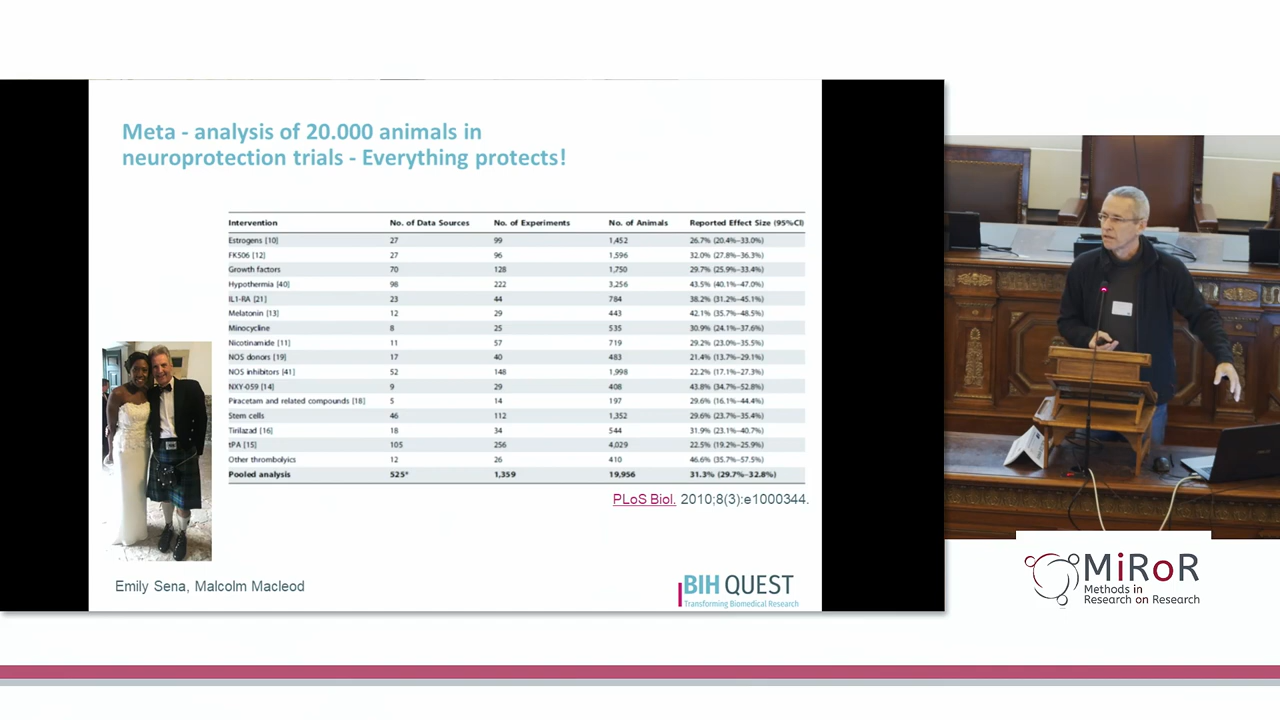 Meta - analysis of 20.000 animals in
neuroprotection trials - Everything protects!
Intervention No. of Data Sources No. of Experiments No. of Animals Reported Effect Size (95%CI)
Estrogens [10] 27 99 1,452 26.7% (20.4%–33.0%)
FK506 [12] 27 96 1,596 32.0% (27.8%–36.3%)
Growth factors 70 128 1,750 29.7% (25.9%–33.4%)
Hypothermia [40] 98 222 3,256 43.5% (40.1%–47.0%)
IL1-RA [21] 23 44 784 38.2% (31.2%–45.1%)
Melatonin [13] 12 29 443 42.1% (35.7%–48.5%)
Minocycline 8 25 535 30.9% (24.1%–37.6%)
Nicotinamide [11] 11 57 719 29.2% (23.0%–35.5%)
NOS donors [19] 17 40 483 21.4% (13.7%–29.1%)
NOS inhibitors [41] 52 148 1,998 22.2% (17.1%–27.3%)
NXY-059 [14] 9 29 408 43.8% (34.7%–52.8%)
Piracetam and related compounds [18] 5 14 197 29.6% (16.1%–44.4%)
Stem cells 46 112 1,352 29.6% (23.7%–35.4%)
Tirilazad [16] 18 34 544 31.9% (23.1%–40.7%)
tPA [15] 105 256 4,029 22.5% (19.2%–25.9%)
Other thrombolyics 12 26 410 46.6% (35.7%–57.5%)
Pooled analysis 525* 1,359 19,956 31.3% (29.7%–32.8%)
PLoS Biol. 2010;8(3):e1000344.
Emily Sena, Malcolm Macleod
BIH QUEST
Transforming Biomedical Research
MiRoR
Methods in
Research on Research